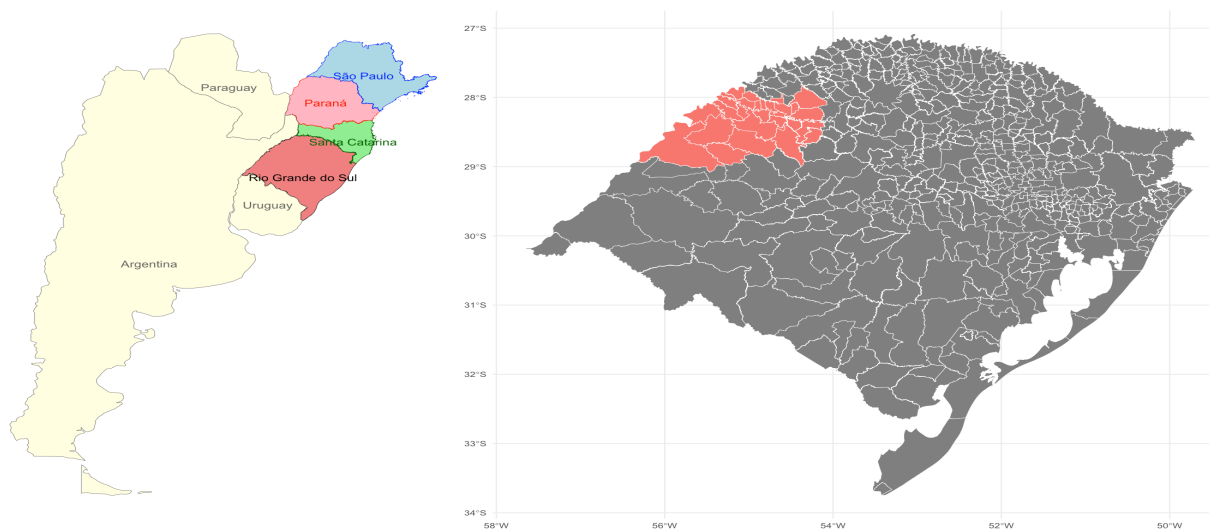 São Paulo
Paraguay
Paraná
Santa Catarina
Rio Grande do Sul
Uruguay
Argentina
27°S
28°S
29°S
30°S
31°S
32°S
33°S
34°S
58°W
56°W
54°W
52°W
50°W